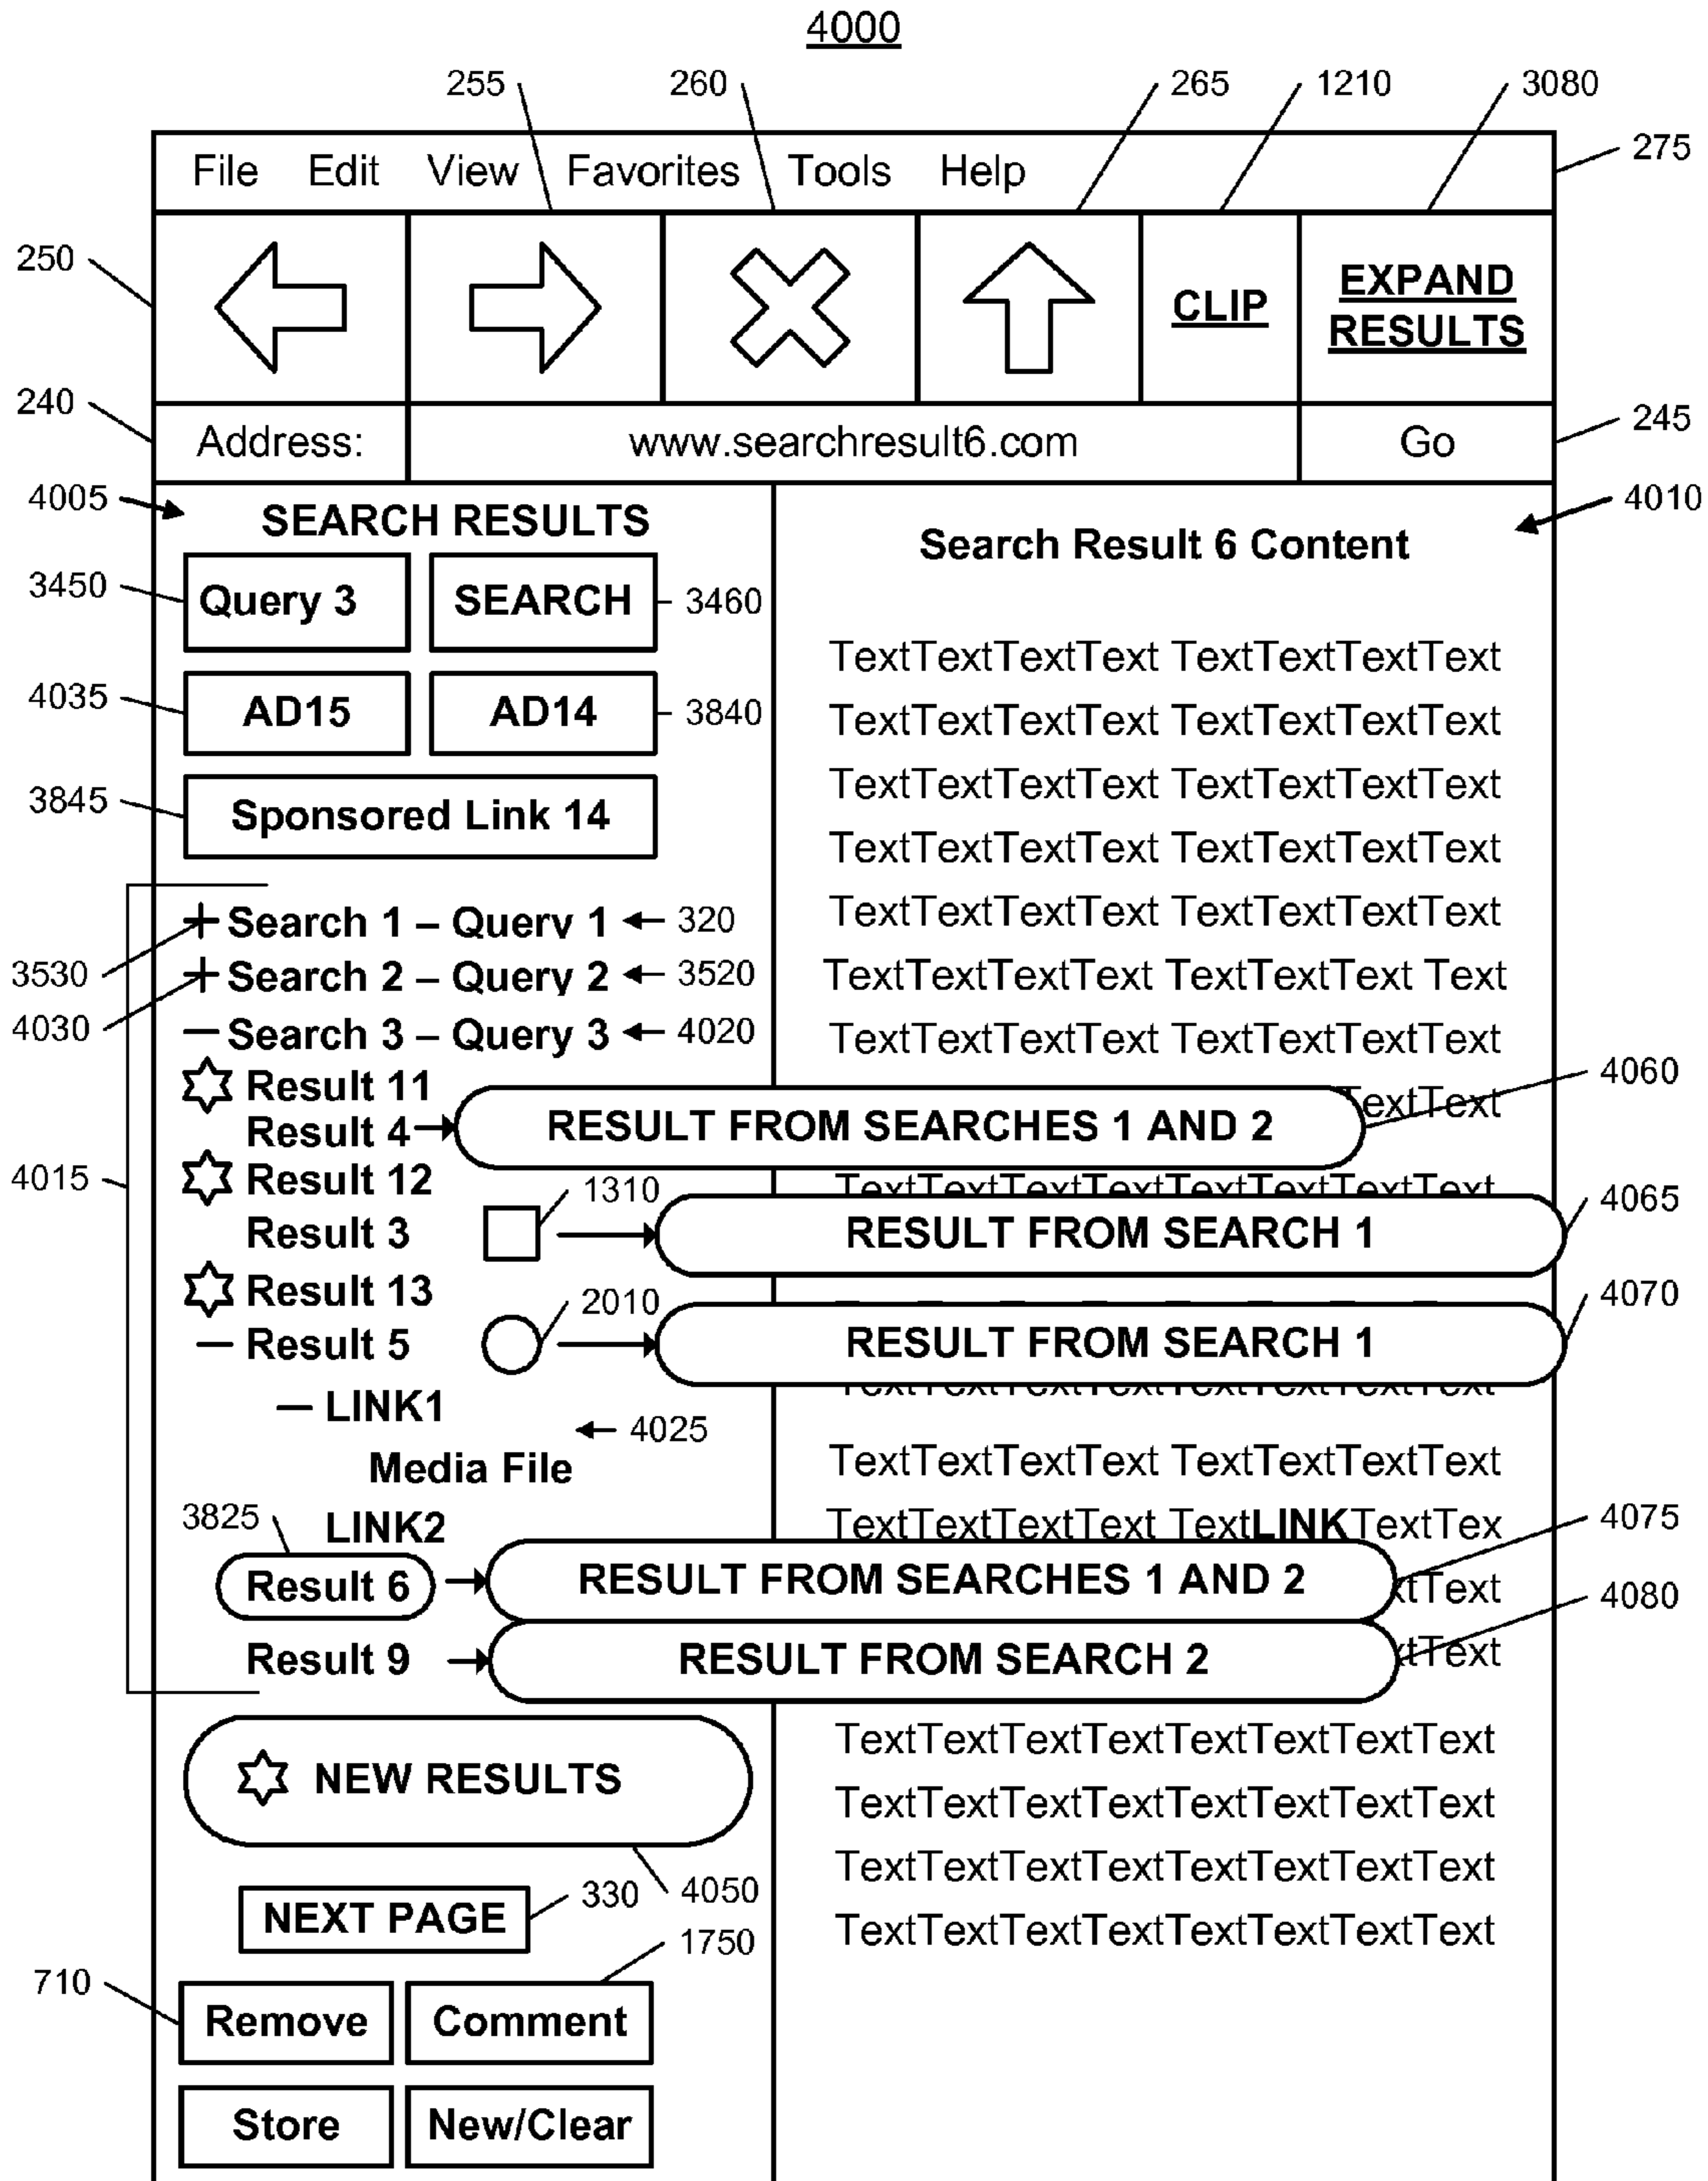 4000
255 260 265 1210 3080
275
File Edit View Favorites Tools Help
250
CLIP
EXPAND
RESULTS
240
Address: www.searchresult6.com Go
245
4005
SEARCH RESULTS
4010
Search Result 6 Content
3450
Query 3 SEARCH
3460
4035
AD15 AD14
3840
3845
Sponsored Link 14
TextTextTextText TextTextTextText
TextTextTextText TextTextTextText
TextTextTextText TextTextTextText
TextTextTextText TextTextTextText
+ Search 1 – Query 1 320
TextTextTextText TextTextTextText
3530
+ Search 2 – Query 2 3520
TextTextTextText TextTextText Text
4030
– Search 3 – Query 3 4020
TextTextTextText TextTextTextText
4060
Result 11
Result 4
RESULT FROM SEARCHES 1 AND 2
extText
4015
Result 12
1310
TextTextTextTextTextTextTextText
4065
Result 3
RESULT FROM SEARCH 1
Result 13
2010
4070
– Result 5
RESULT FROM SEARCH 1
TextTextTextTextTextTextTextText
– LINK1
4025
Media File
TextTextTextText TextTextTextText
3825
LINK2
TextTextTextText TextLINKTextTex
4075
Result 6
RESULT FROM SEARCHES 1 AND 2
xtText
4080
Result 9
RESULT FROM SEARCH 2
xtText
NEW RESULTS
TextTextTextTextTextTextTextText
TextTextTextTextTextTextTextText
TextTextTextTextTextTextTextText
TextTextTextTextTextTextTextText
4050
330
NEXT PAGE
1750
710
Remove Comment
Store New/Clear